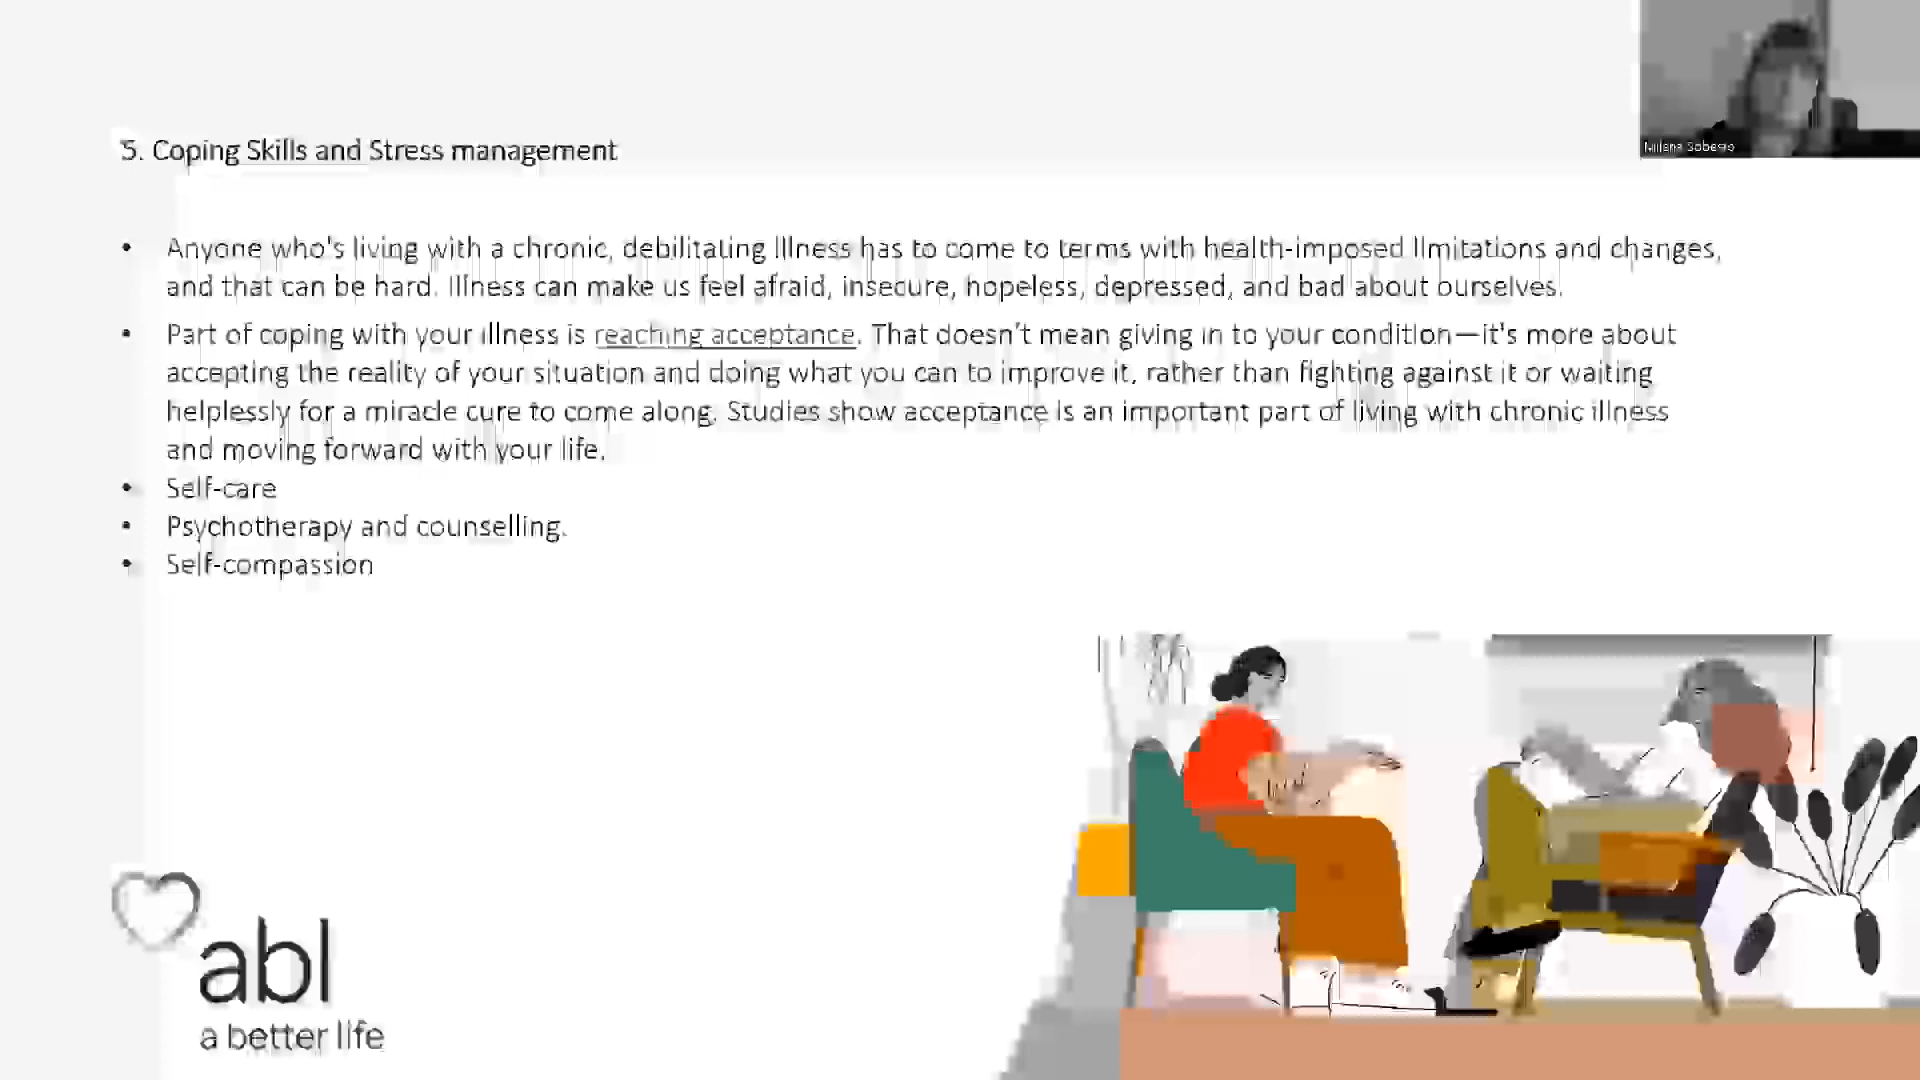 5. Coping Skills and Stress management
• Anyone who's living with a chronic, debilitating illness has to come to terms with health-imposed limitations and changes,
and that can be hard. Illness can make us feel afraid, insecure, hopeless, depressed, and bad about ourselves.
• Part of coping with your illness is reaching acceptance. That doesn't mean giving in to your condition—it's more about
accepting the reality of your situation and doing what you can to improve it, rather than fighting against it or waiting
helplessly for a miracle cure to come along. Studies show acceptance is an important part of living with chronic illness
and moving forward with your life.
• Self-care
• Psychotherapy and counselling.
• Self-compassion
abl
a better life